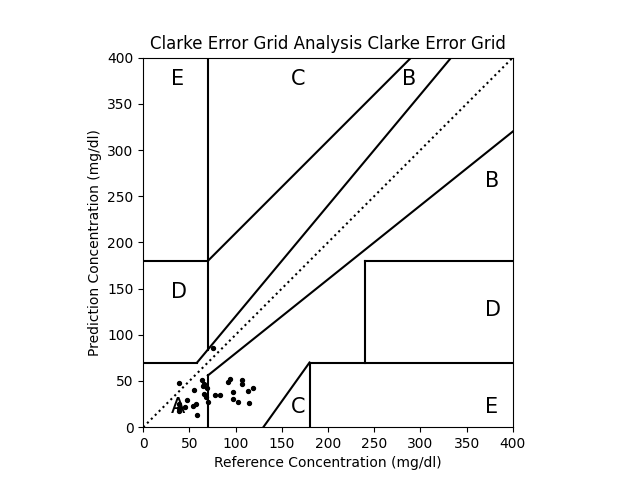 Clarke Error Grid Analysis Clarke Error Grid
400
350
300
250
200
150
100
50
0
Prediction Concentration (mg/dl)
E
C
B
B
D
D
A
C
E
0
50
100
150
200
250
300
350
400
Reference Concentration (mg/dl)